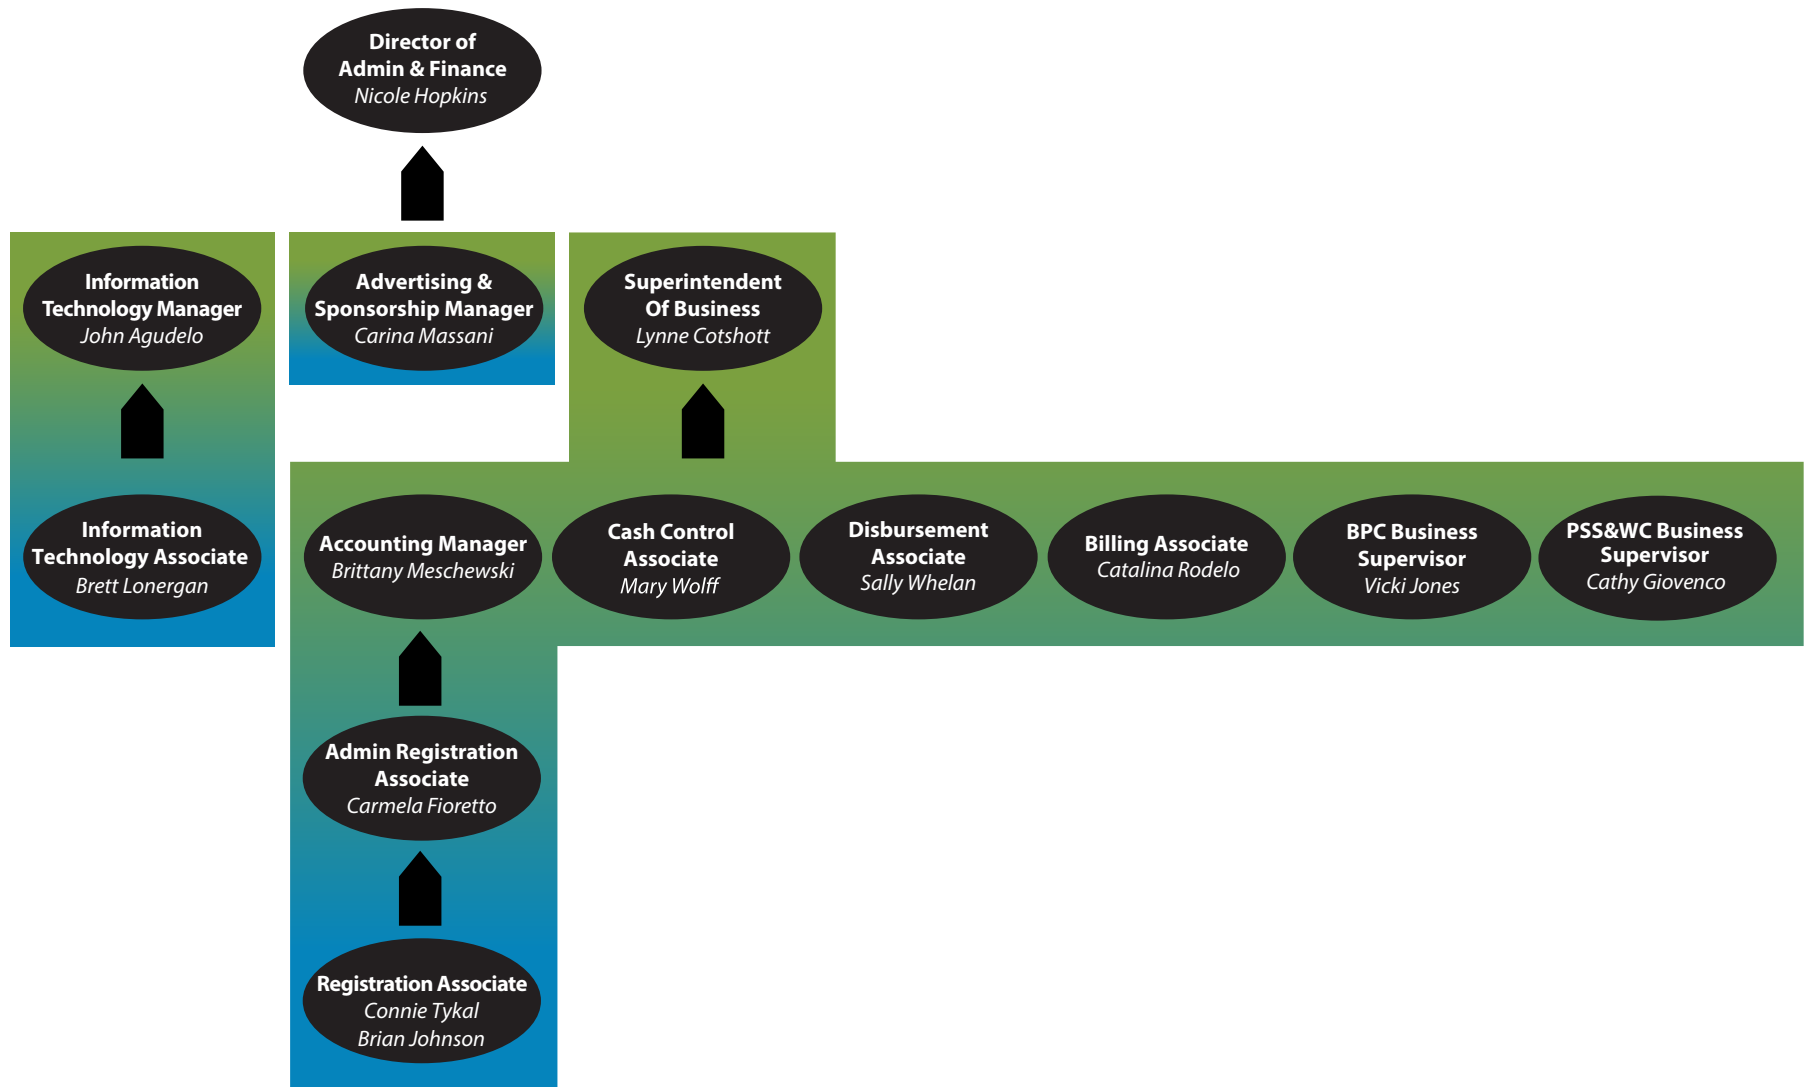 Director of
Admin & Finance
Nicole Hopkins
Information
Technology Manager
John Agudelo
Advertising &
Sponsorship Manager
Carina Massani
Superintendent
Of Business
Lynne Cotshott
Information
Technology Associate
Brett Lonergan
Accounting Manager
Brittany Meschewski
Cash Control
Associate
Mary Wolff
Disbursement
Associate
Sally Whelan
Billing Associate
Catalina Rodelo
BPC Business
Supervisor
Vicki Jones
PSS&WC Business
Supervisor
Cathy Giovenco
Admin Registration
Associate
Carmela Fioretto
Registration Associate
Connie Tykal
Brian Johnson